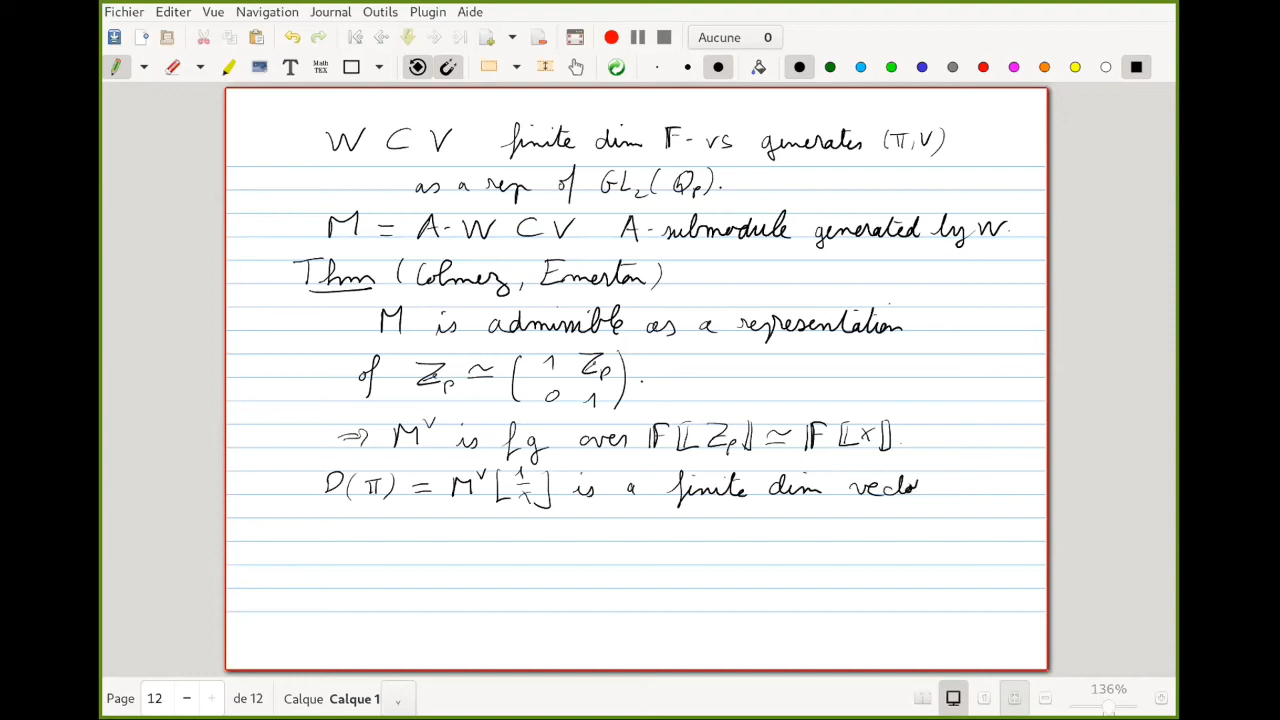 Fichier Editer Vue Navigation Journal Outils Plugin Aide
Aucune 0
T Math TEX
W ⊂ V finite dim 𝔽-vs generates (π, V)
as a rep of GL₂(ℚₚ).
M = A·W ⊂ V A-submodule generated by W.
Thm (Colmez, Emerton)
M is admissible as a representation
of ℤₚ ≃ (1 ℤₚ
0 1).
⇒ M^∨ is fg over 𝔽⟦ℤₚ⟧ ≃ 𝔽⟦X⟧.
D(π) = M^∨[1/X] is a finite dim vecto
Page 12 de 12 Calque Calque 1 136%